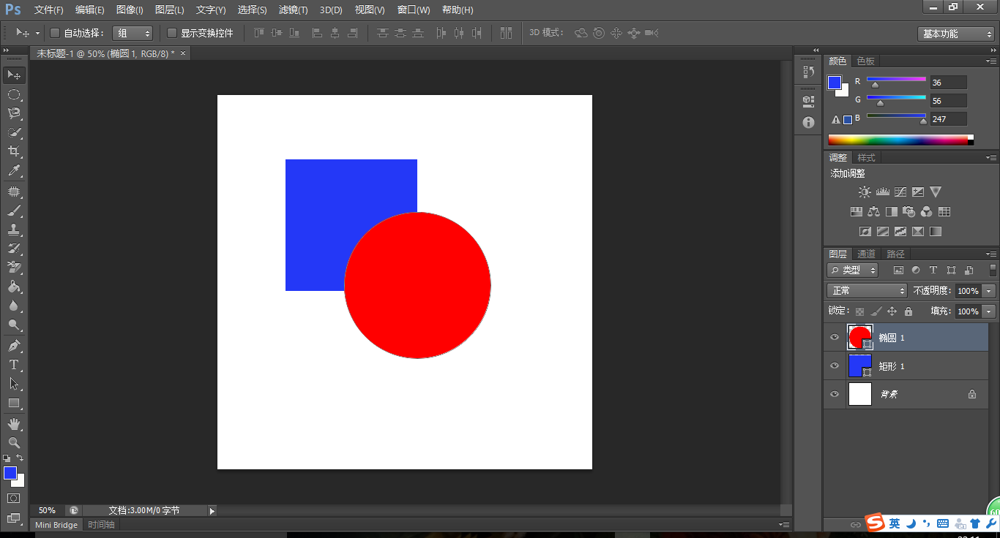 Ps 文件(F) 编辑(E) 图像(I) 图层(L) 文字(Y) 选择(S) 滤镜(T) 3D(D) 视图(V) 窗口(W) 帮助(H)
自动选择: 组 显示变换控件 3D 模式: 基本功能
未标题-1 @ 50% (椭圆 1, RGB/8) * ×
颜色 色板
R 36
G 56
B 247
调整 样式
添加调整
图层 通道 路径
类型
正常 不透明度: 100%
锁定: 填充: 100%
椭圆 1
矩形 1
背景
50% 文档:3.00M/0 字节
Mini Bridge 时间轴
S 英